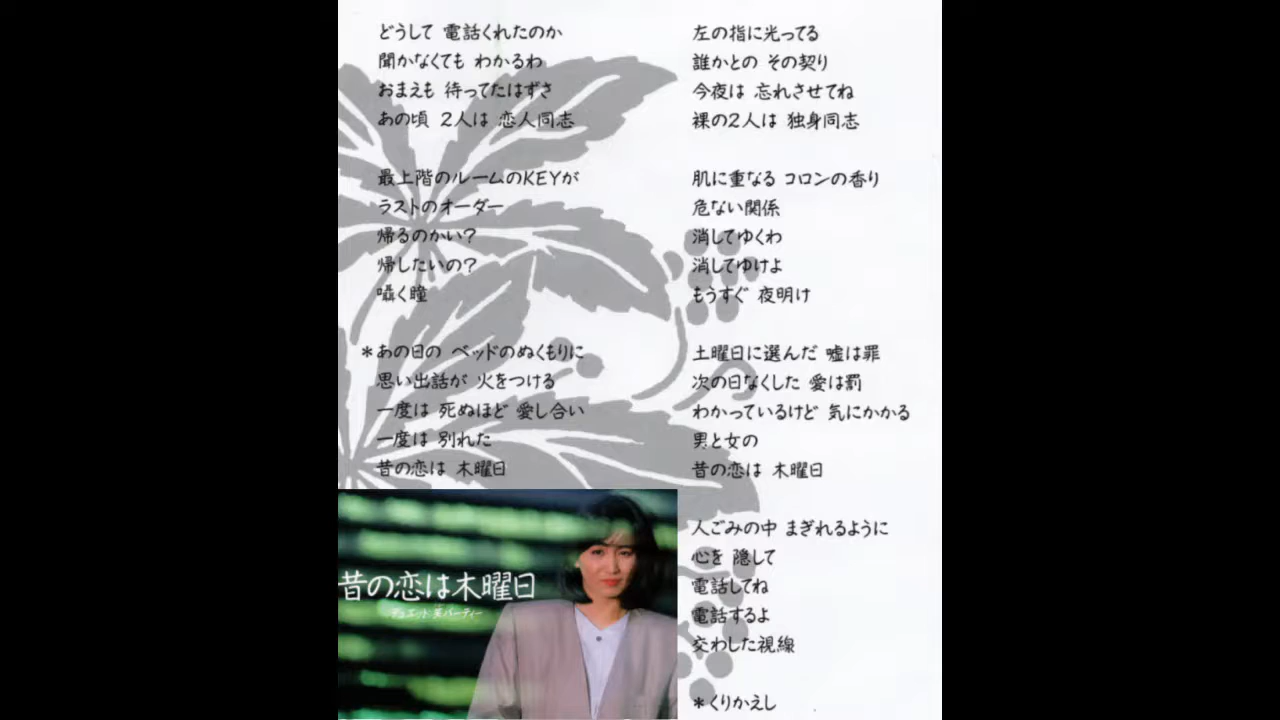 どうして 電話くれたのか
聞かなくても わかるわ
おまえも 待ってたはずさ
あの頃 2人は 恋人同志
最上階のルームのKEYが
ラストのオーダー
帰るのかい?
帰したいの?
囁く瞳
*あの日の ベッドのぬくもりに
思い出話が 火をつける
一度は 死ぬほど 愛し合い
一度は 別れた
昔の恋は 木曜日
昔の恋は木曜日
左の指に光ってる
誰かとの その契り
今夜は 忘れさせてね
裸の2人は 独身同志
肌に重なる コロンの香り
危ない関係
消してゆくわ
消してゆけよ
もうすぐ 夜明け
土曜日に選んだ 嘘は罪
次の日なくした 愛は罰
わかっているけど 気にかかる
男と女の
昔の恋は 木曜日
人ごみの中 まぎれるように
心を 隠して
電話してね
電話するよ
交わした視線
*くりかえし